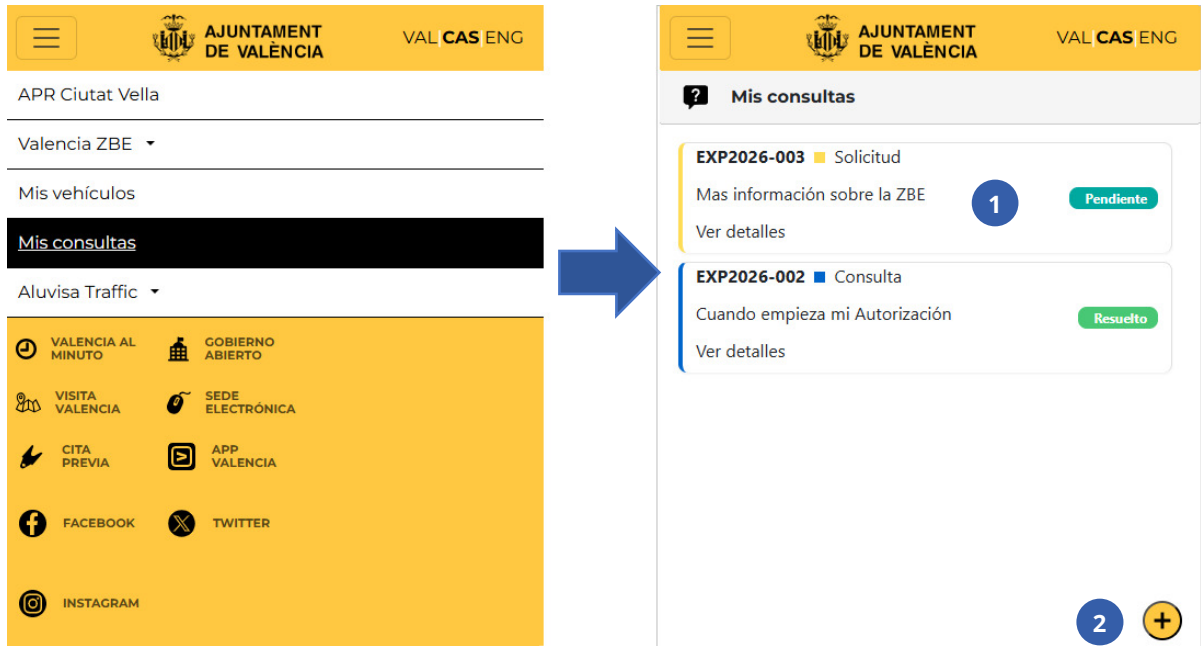 AJUNTAMENT
DE VALÈNCIA
VAL|CAS|ENG
APR Ciutat Vella
Valencia ZBE
Mis vehículos
Mis consultas
Aluvisa Traffic
VALENCIA AL
MINUTO
GOBIERNO
ABIERTO
VISITA
VALENCIA
SEDE
ELECTRÓNICA
CITA
PREVIA
APP
VALENCIA
FACEBOOK
TWITTER
INSTAGRAM
AJUNTAMENT
DE VALÈNCIA
VAL|CAS|ENG
Mis consultas
EXP2026-003 Solicitud
Mas información sobre la ZBE
1
Pendiente
Ver detalles
EXP2026-002 Consulta
Cuando empieza mi Autorización
Resuelto
Ver detalles
2
+